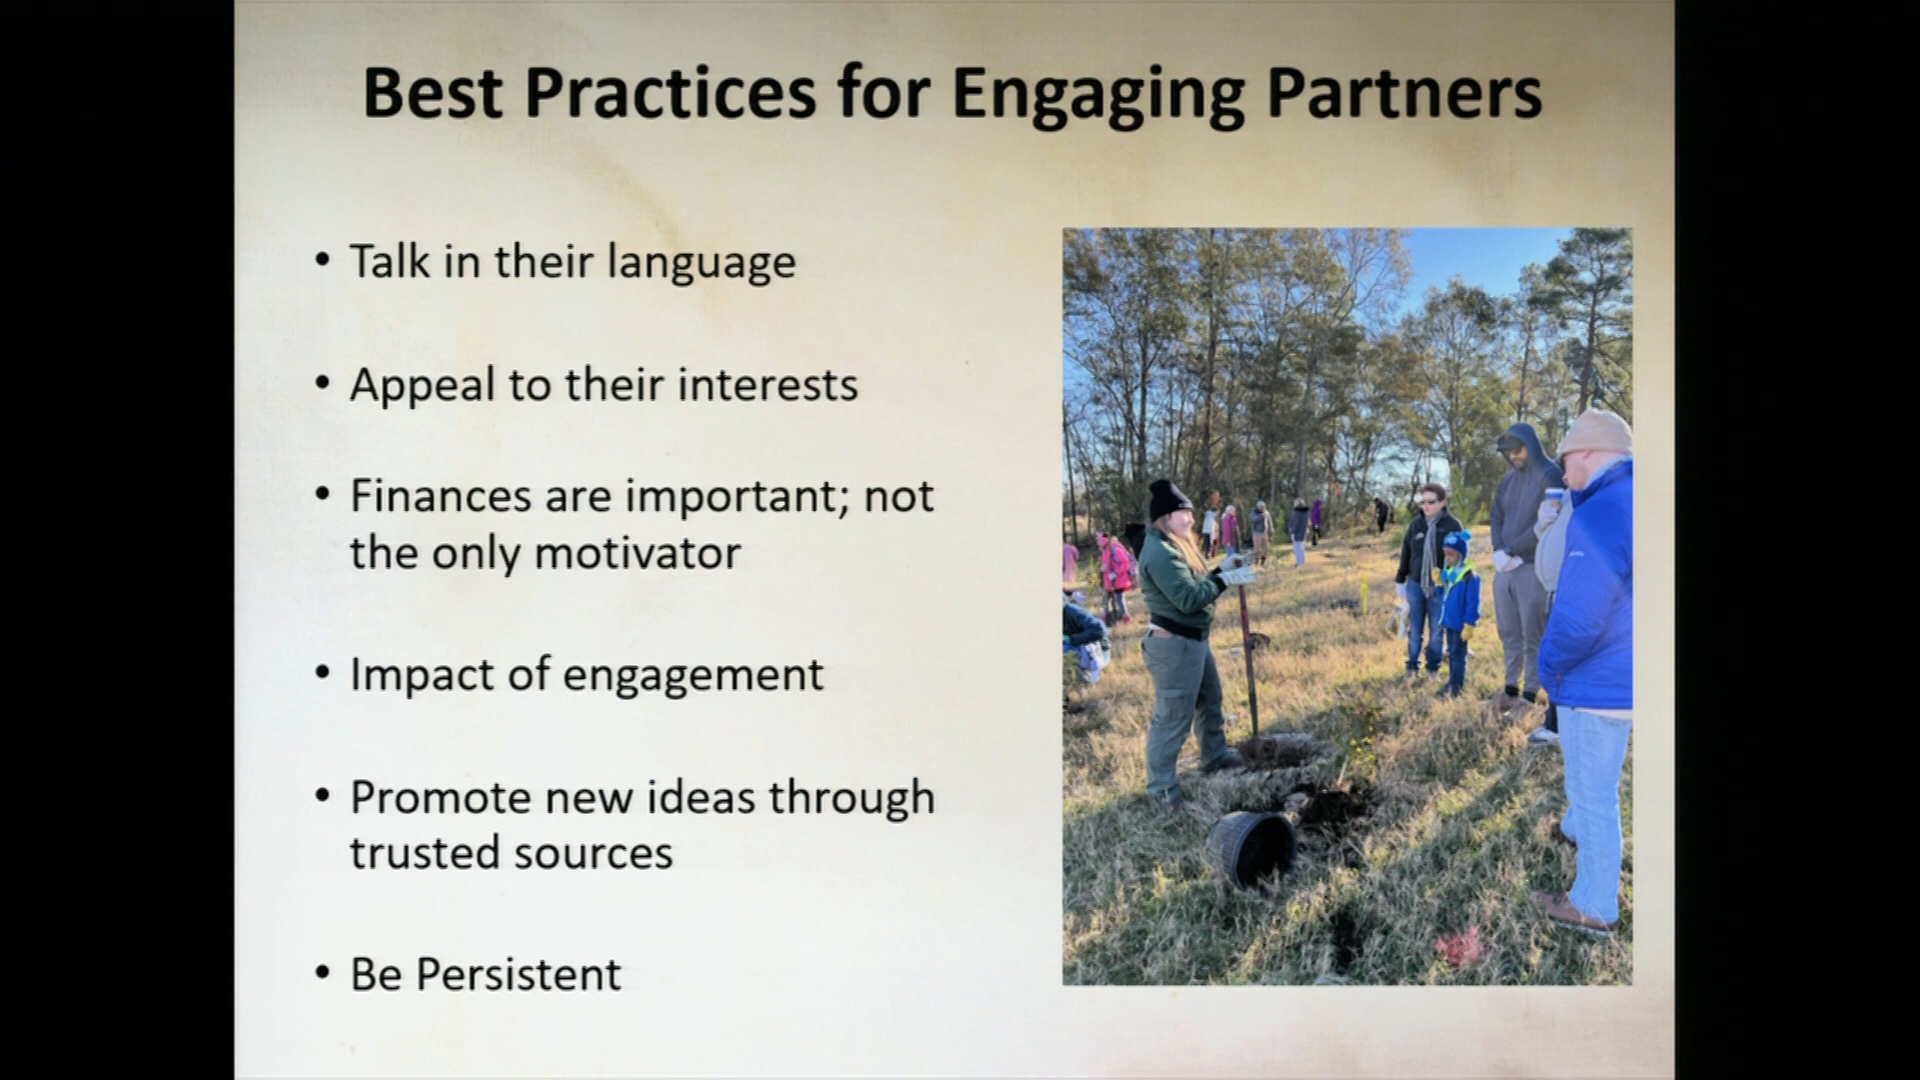 Best Practices for Engaging Partners
• Talk in their language
• Appeal to their interests
• Finances are important; not
the only motivator
• Impact of engagement
• Promote new ideas through
trusted sources
• Be Persistent